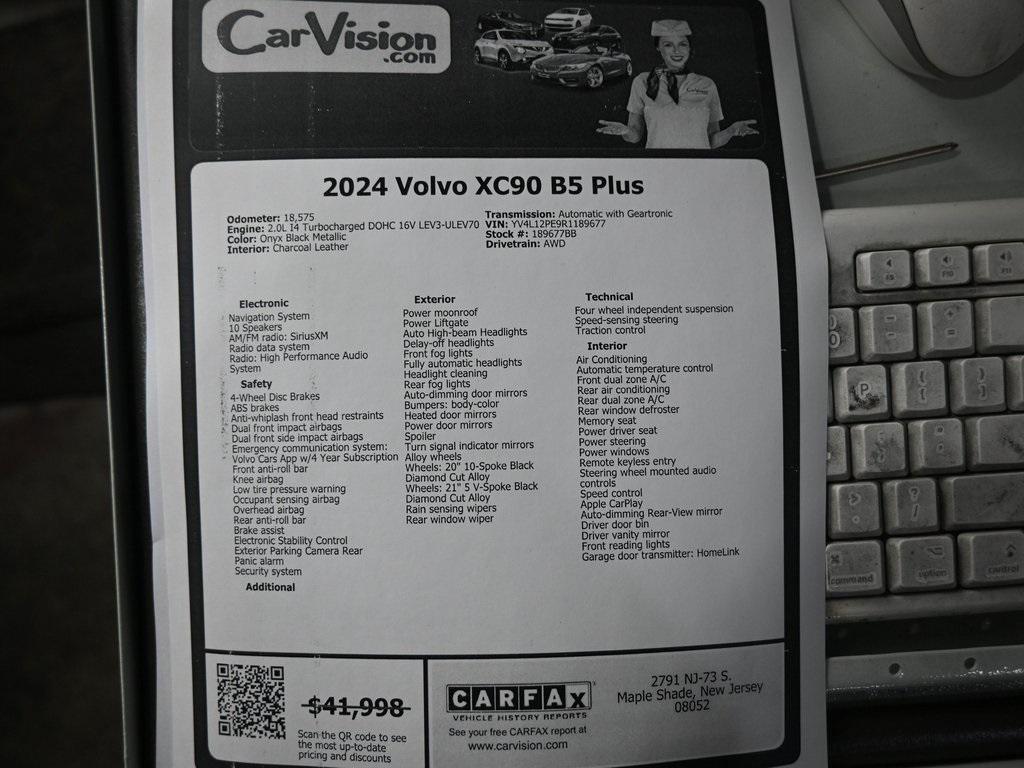 CarVision
.com
2024 Volvo XC90 B5 Plus
Odometer: 18,575
Engine: 2.0L I4 Turbocharged DOHC 16V LEV3-ULEV70
Color: Onyx Black Metallic
Interior: Charcoal Leather
Transmission: Automatic with Geartronic
VIN: YV4L12PE9R1189677
Stock #: 189677BB
Drivetrain: AWD
Electronic
Navigation System
10 Speakers
AM/FM radio: SiriusXM
Radio data system
Radio: High Performance Audio
System
Safety
4-Wheel Disc Brakes
ABS brakes
Anti-whiplash front head restraints
Dual front impact airbags
Dual front side impact airbags
Emergency communication system:
Volvo Cars App w/4 Year Subscription
Front anti-roll bar
Knee airbag
Low tire pressure warning
Occupant sensing airbag
Overhead airbag
Rear anti-roll bar
Brake assist
Electronic Stability Control
Exterior Parking Camera Rear
Panic alarm
Security system
Additional
Exterior
Power moonroof
Power Liftgate
Auto High-beam Headlights
Delay-off headlights
Front fog lights
Fully automatic headlights
Headlight cleaning
Rear fog lights
Auto-dimming door mirrors
Bumpers: body-color
Heated door mirrors
Power door mirrors
Spoiler
Turn signal indicator mirrors
Alloy wheels
Wheels: 20" 10-Spoke Black
Diamond Cut Alloy
Wheels: 21" 5 V-Spoke Black
Diamond Cut Alloy
Rain sensing wipers
Rear window wiper
Technical
Four wheel independent suspension
Speed-sensing steering
Traction control
Interior
Air Conditioning
Automatic temperature control
Front dual zone A/C
Rear air conditioning
Rear dual zone A/C
Rear window defroster
Memory seat
Power driver seat
Power steering
Power windows
Remote keyless entry
Steering wheel mounted audio
controls
Speed control
Apple CarPlay
Auto-dimming Rear-View mirror
Driver door bin
Driver vanity mirror
Front reading lights
Garage door transmitter: HomeLink
$41,998
Scan the QR code to see
the most up-to-date
pricing and discounts
CARFAX
VEHICLE HISTORY REPORTS
See your free CARFAX report at
www.carvision.com
2791 NJ-73 S.
Maple Shade, New Jersey
08052
F9
F10
F11
)
0
-
+
=
P
{
[
}
]
:
;
"
'
>
.
?
/
command
option
control